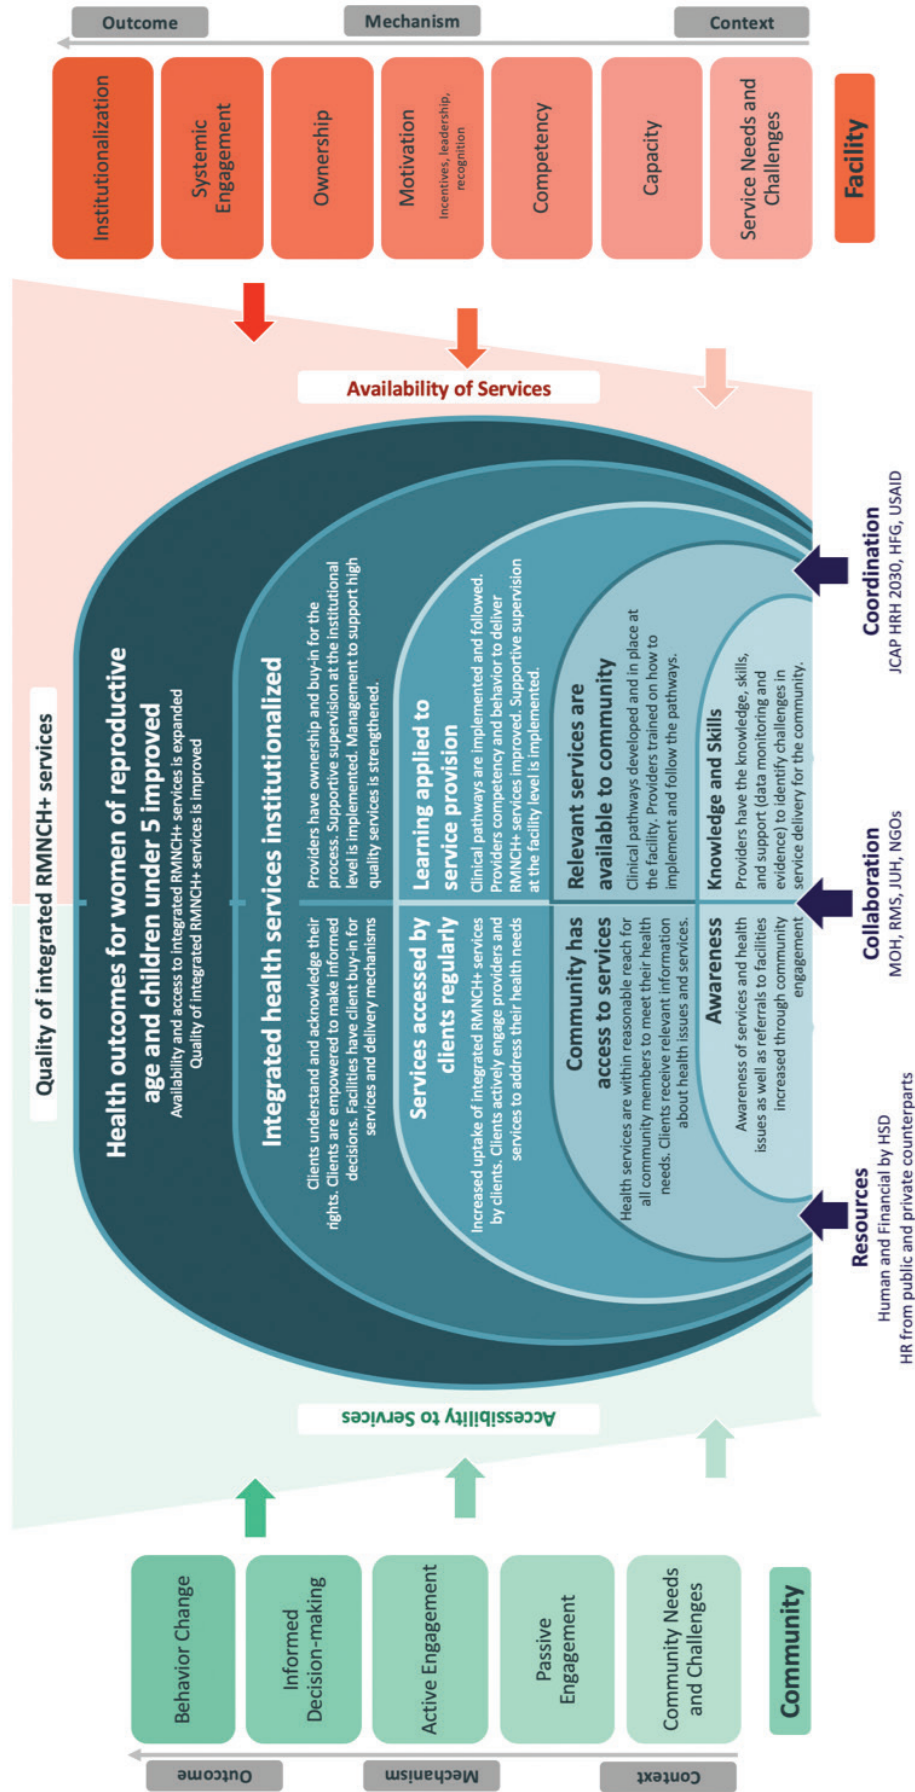 Quality of integrated RMNCH+ services
Outcome
Mechanism
Context
Behavior Change
Informed
Decision-making
Active Engagement
Passive
Engagement
Community Needs
and Challenges
Community
Accessibility to Services
Health outcomes for women of reproductive
age and children under 5 improved
Availability and access to integrated RMNCH+ services is expanded
Quality of integrated RMNCH+ services is improved
Integrated health services institutionalized
Clients understand and acknowledge their
rights. Clients are empowered to make informed
decisions. Facilities have client buy-in for
services and delivery mechanisms
Providers have ownership and buy-in for the
process. Supportive supervision at the institutional
level is implemented. Management to support high
quality services is strengthened.
Services accessed by
clients regularly
Increased uptake of integrated RMNCH+ services
by clients. Clients actively engage providers and
services to address their health needs
Learning applied to
service provision
Clinical pathways are implemented and followed.
Providers competency and behavior to deliver
RMNCH+ services improved. Supportive supervision
at the facility level is implemented.
Community has
access to services
Health services are within reasonable reach for
all community members to meet their health
needs. Clients receive relevant information
about health issues and services.
Relevant services are
available to community
Clinical pathways developed and in place at
the facility. Providers trained on how to
implement and follow the pathways.
Awareness
Awareness of services and health
issues as well as referrals to facilities
increased through community
engagement
Knowledge and Skills
Providers have the knowledge, skills,
and support (data monitoring and
evidence) to identify challenges in
service delivery for the community.
Availability of Services
Institutionalization
Systemic
Engagement
Ownership
Motivation
Incentives, leadership,
recognition
Competency
Capacity
Service Needs and
Challenges
Facility
Outcome
Mechanism
Context
Resources
Human and Financial by HSD
HR from public and private counterparts
Collaboration
MOH, RMS, JUH, NGOs
Coordination
JCAP HRH 2030, HFG, USAID